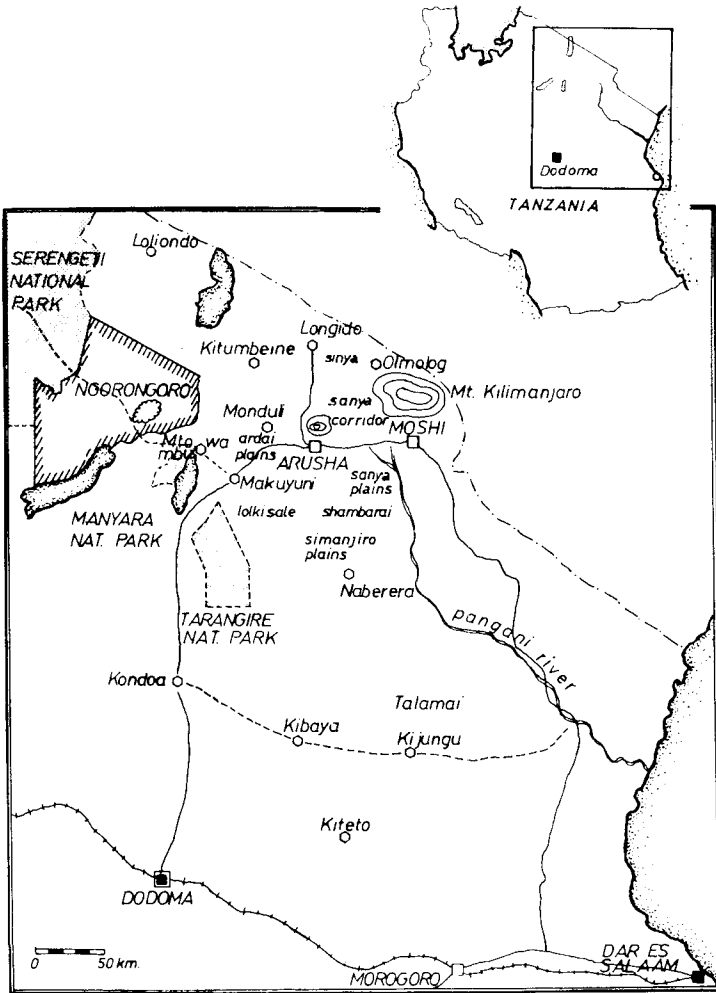 Dodoma
TANZANIA
Loliondo
SERENGETI
NATIONAL
PARK
Longido
Kitumbeine
sinya
Olmolog
NGORONGORO
Mt. Kilimanjaro
sanya
corridor
Monduli
MOSHI
Mto wa
mbu
ardai
plains
ARUSHA
Makuyuni
sanya
plains
lolkisale
shambarai
MANYARA
NAT. PARK
simanjiro
plains
Naberera
TARANGIRE
NAT. PARK
pangani river
Kondoa
Talamai
Kibaya
Kijungu
Kiteto
DODOMA
0 50 km.
DAR ES
SALAAM
MOROGORO